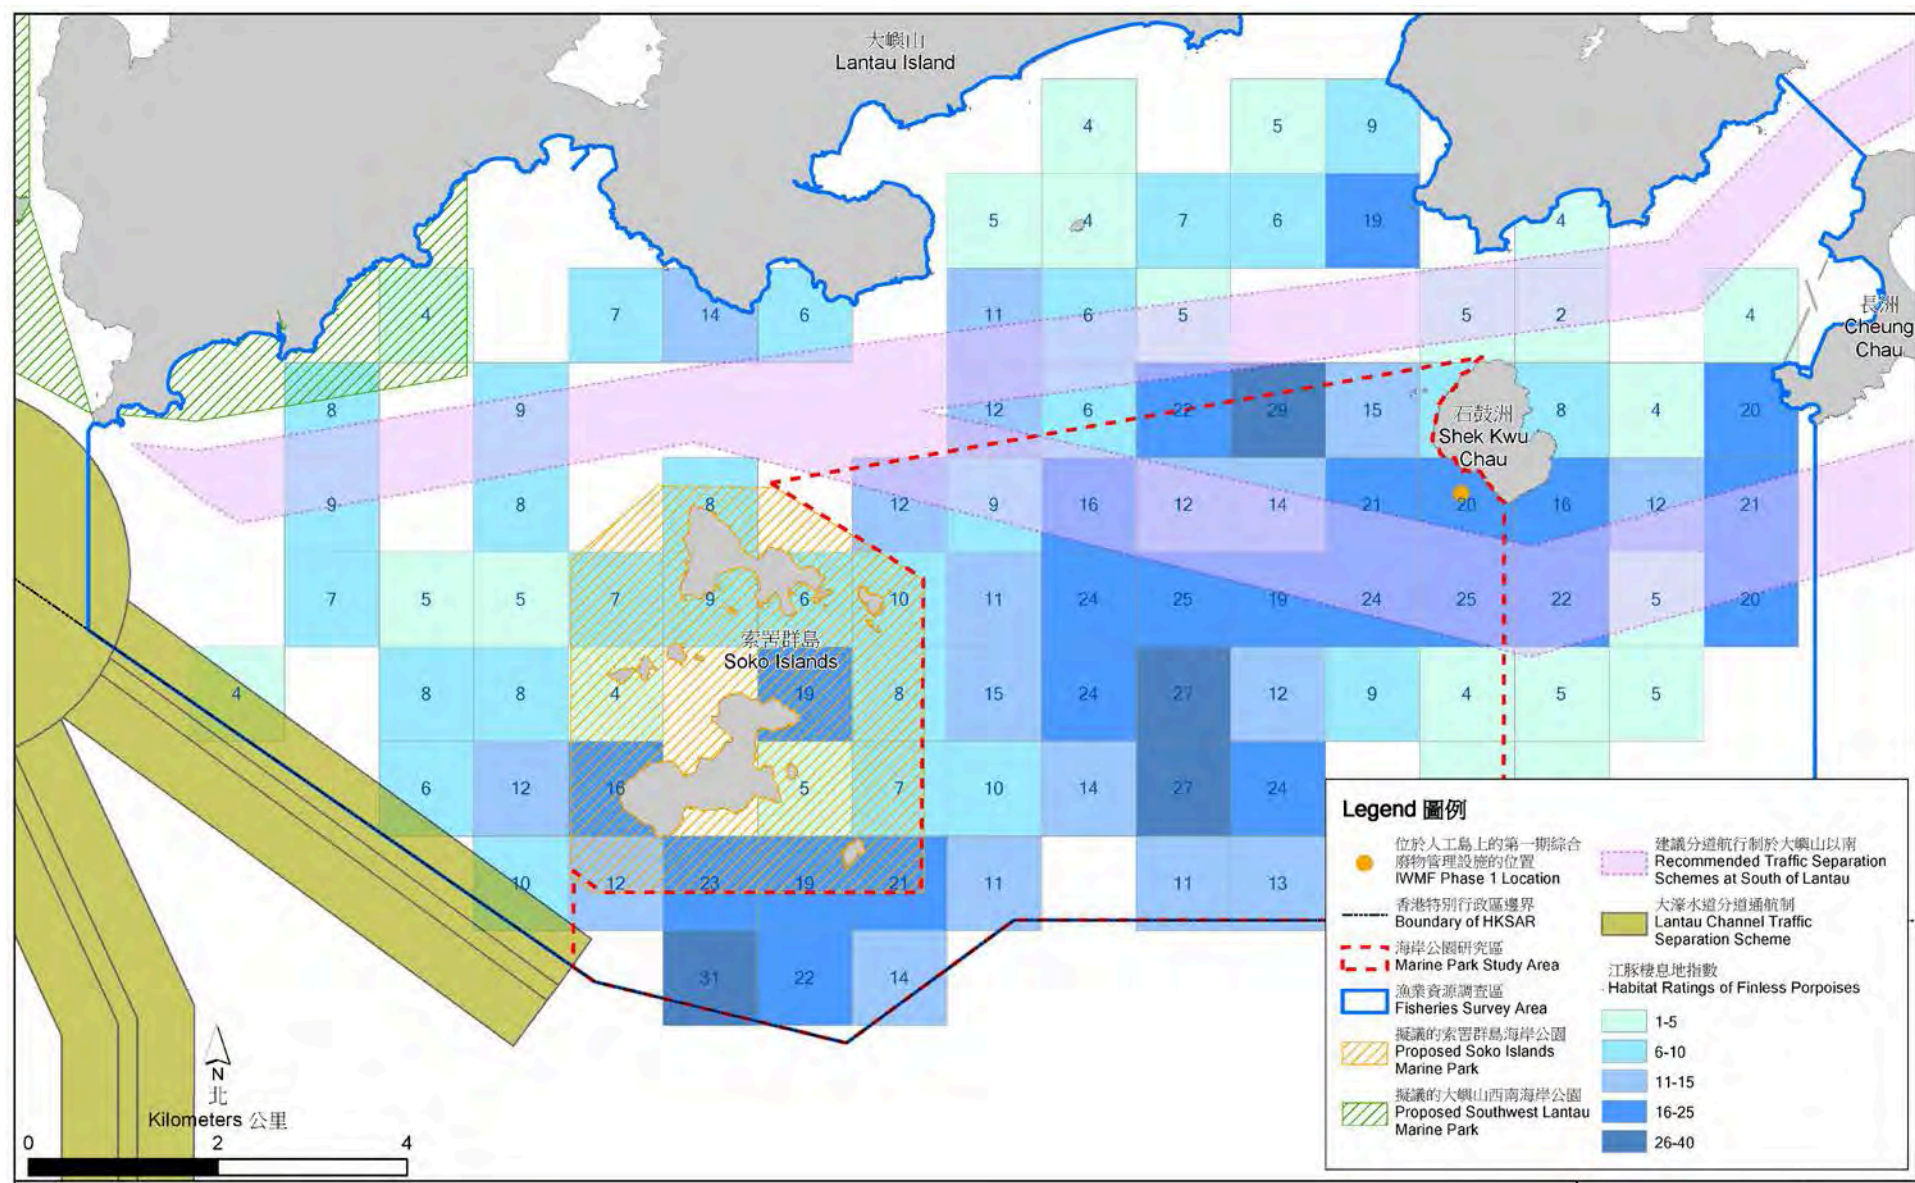 大嶼山
Lantau Island
4 5 9
5 4 7 6 19 4
4 7 14 6 11 6 5 5 2 4
長洲
Cheung
Chau
8 9 12 6 22 29 15 8 4 20
石鼓洲
Shek Kwu
Chau
9 8 8 12 9 16 12 14 21 20 16 12 21
7 5 5 7 9 6 10 11 24 25 19 24 25 22 5 20
索罟群島
Soko Islands
4 8 8 4 19 8 15 24 27 12 9 4 5 5
6 12 16 5 7 10 14 27 24
10 12 23 19 21 11 11 13
31 22 14
N
北
Kilometers 公里
0 2 4
Legend 圖例
位於人工島上的第一期綜合
廢物管理設施的位置
IWMF Phase 1 Location
香港特別行政區邊界
Boundary of HKSAR
海岸公園研究區
Marine Park Study Area
漁業資源調查區
Fisheries Survey Area
擬議的索罟群島海岸公園
Proposed Soko Islands
Marine Park
擬議的大嶼山西南海岸公園
Proposed Southwest Lantau
Marine Park
建議分道航行制於大嶼山以南
Recommended Traffic Separation
Schemes at South of Lantau
大濠水道分道通航制
Lantau Channel Traffic
Separation Scheme
江豚棲息地指數
Habitat Ratings of Finless Porpoises
1-5
6-10
11-15
16-25
26-40